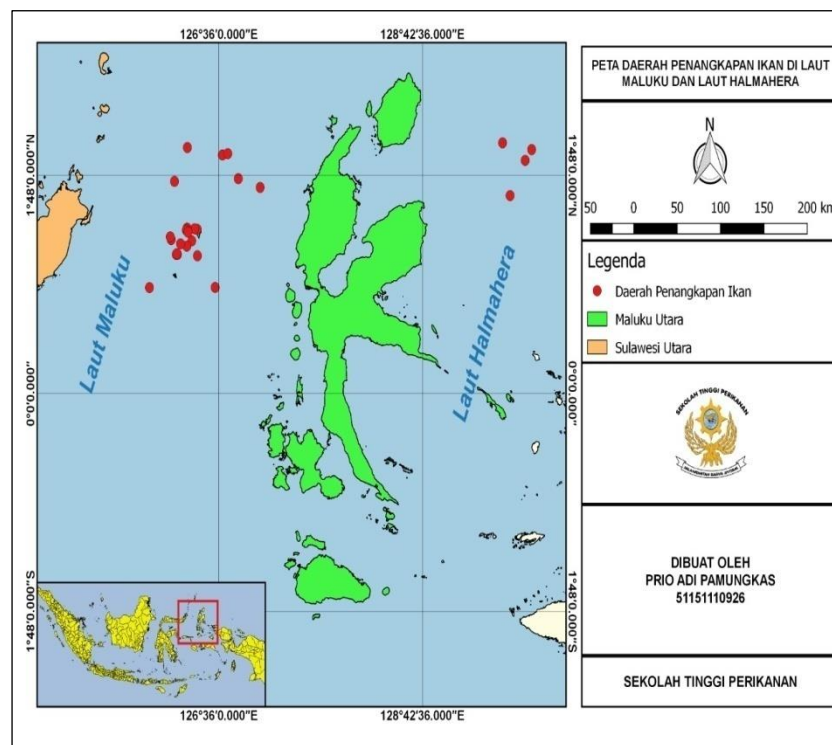 126°36'0.000"E
128°42'36.000"E
1°48'0.000"N
0°0'0.000"
1°48'0.000"S
Laut Maluku
Laut Halmahera
1°48'0.000"N
0°0'0.000"
1°48'0.000"S
126°36'0.000"E
128°42'36.000"E
PETA DAERAH PENANGKAPAN IKAN DI LAUT
MALUKU DAN LAUT HALMAHERA
N
50 0 50 100 150 200 km
Legenda
Daerah Penangkapan Ikan
Maluku Utara
Sulawesi Utara
SEKOLAH TINGGI PERIKANAN
DIBUAT OLEH
PRIO ADI PAMUNGKAS
51151110926
SEKOLAH TINGGI PERIKANAN